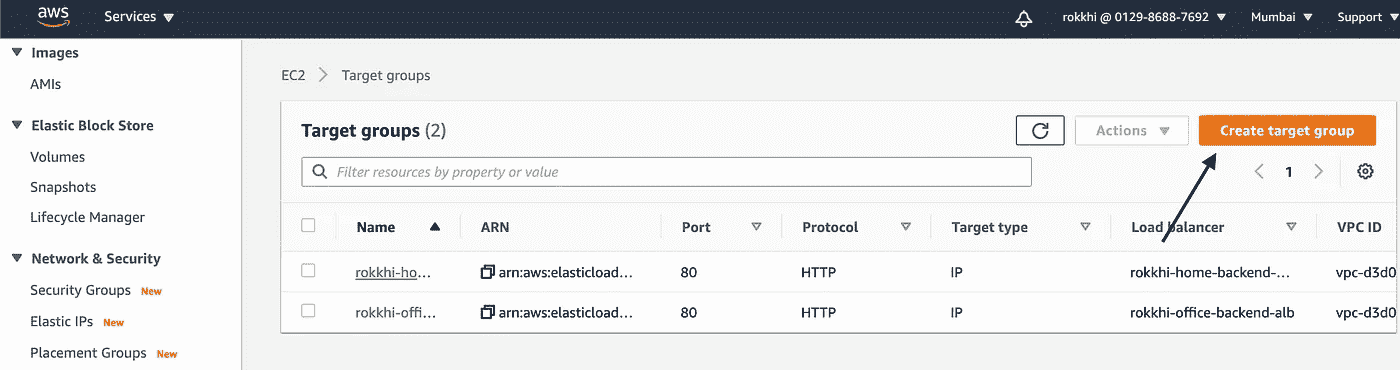 aws Services rokkhi @ 0129-8688-7692 Mumbai Support
Images
AMIs
Elastic Block Store
Volumes
Snapshots
Lifecycle Manager
Network & Security
Security Groups New
Elastic IPs New
Placement Groups New
EC2 Target groups
Target groups (2) Actions Create target group
Filter resources by property or value 1
Name ARN Port Protocol Target type Load balancer VPC ID
rokkhi-ho... arn:aws:elasticload... 80 HTTP IP rokkhi-home-backend-... vpc-d3d0
rokkhi-offi... arn:aws:elasticload... 80 HTTP IP rokkhi-office-backend-alb vpc-d3d0